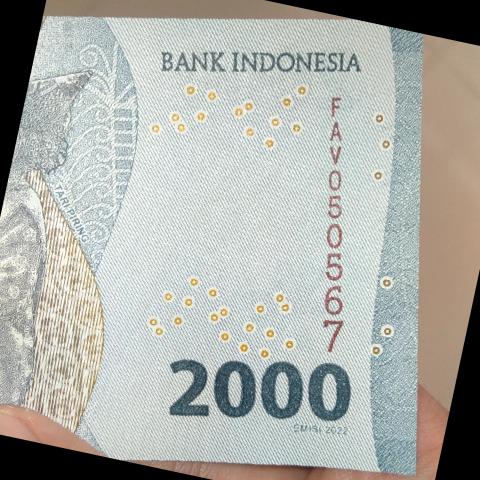 BANK INDONESIA
FAV050567
TARI PIRING
2000
EMISI 2022